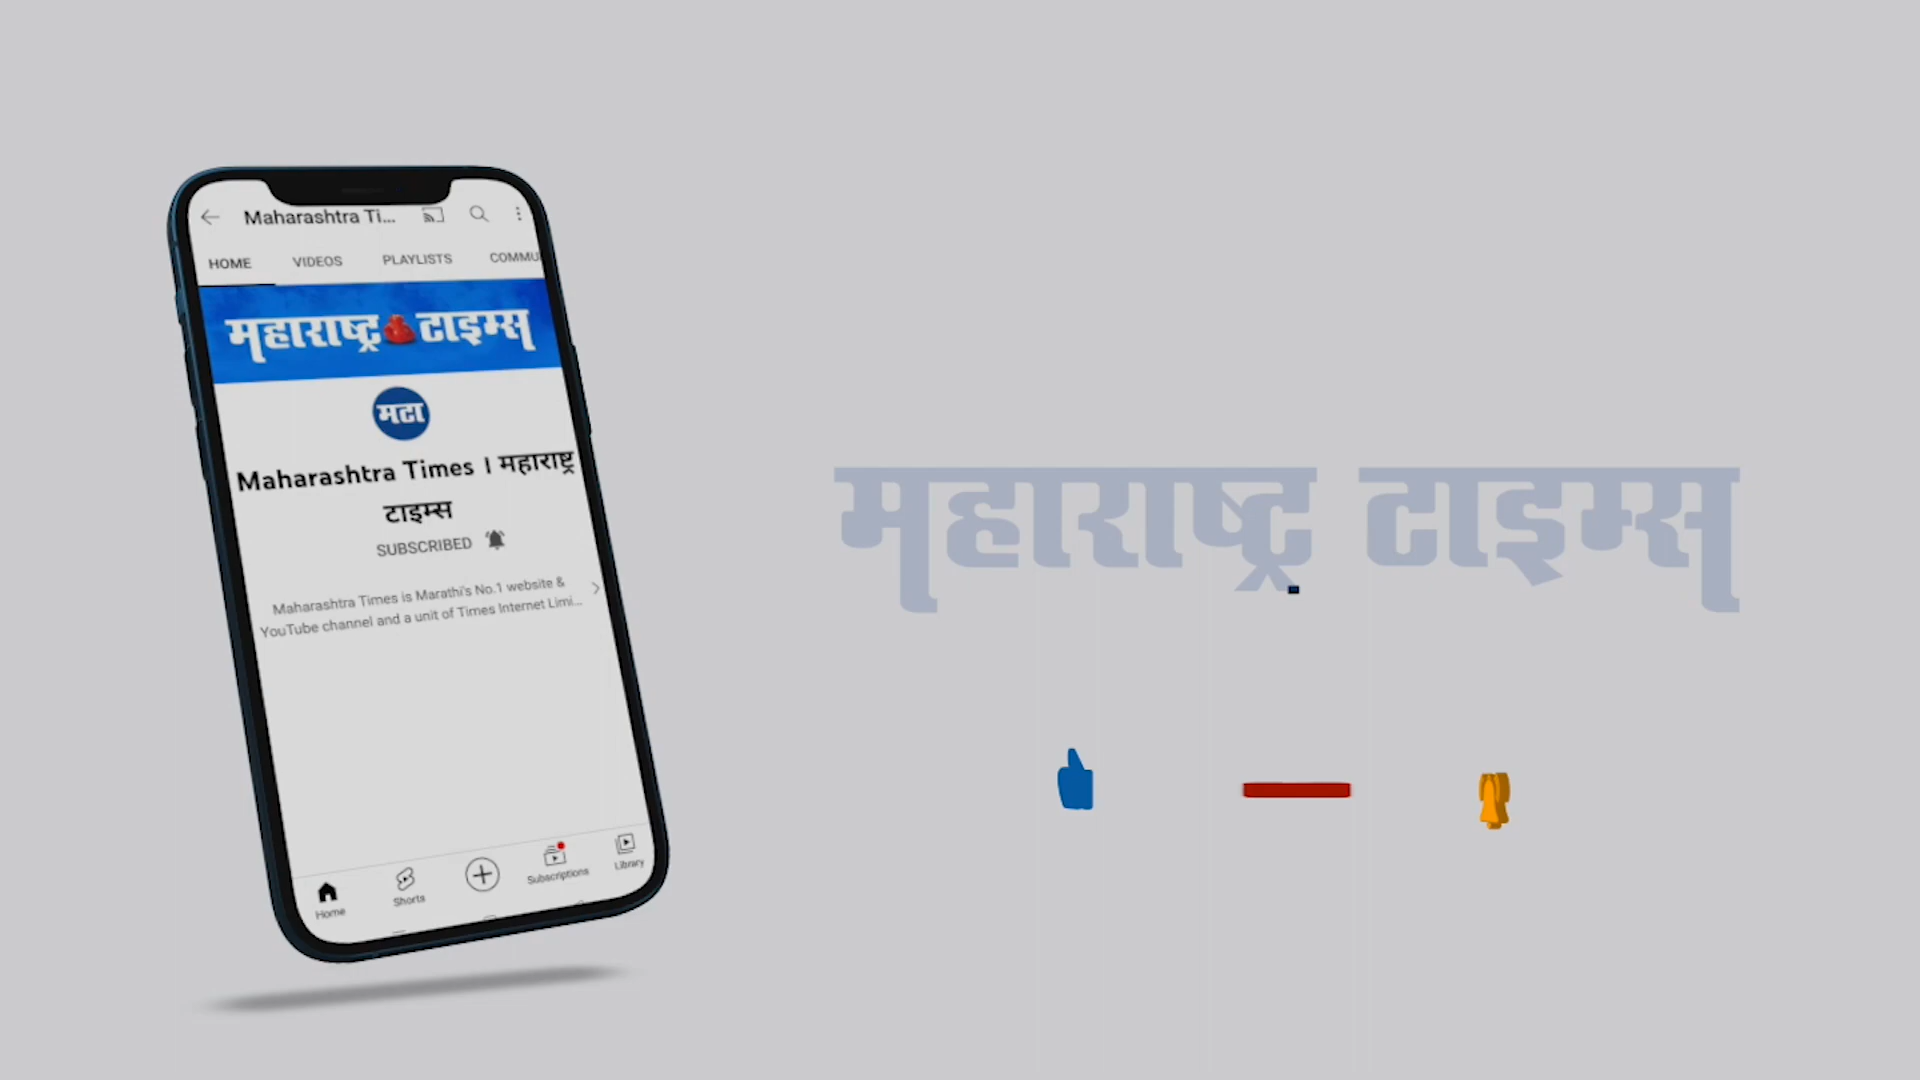 Maharashtra Ti...
HOME VIDEOS PLAYLISTS COMMU
महाराष्ट्र टाइम्स
मटा
Maharashtra Times । महाराष्ट्र
टाइम्स
SUBSCRIBED
Maharashtra Times is Marathi's No.1 website &
YouTube channel and a unit of Times Internet Limi...
Home Shorts Subscriptions Library
महाराष्ट्र टाइम्स